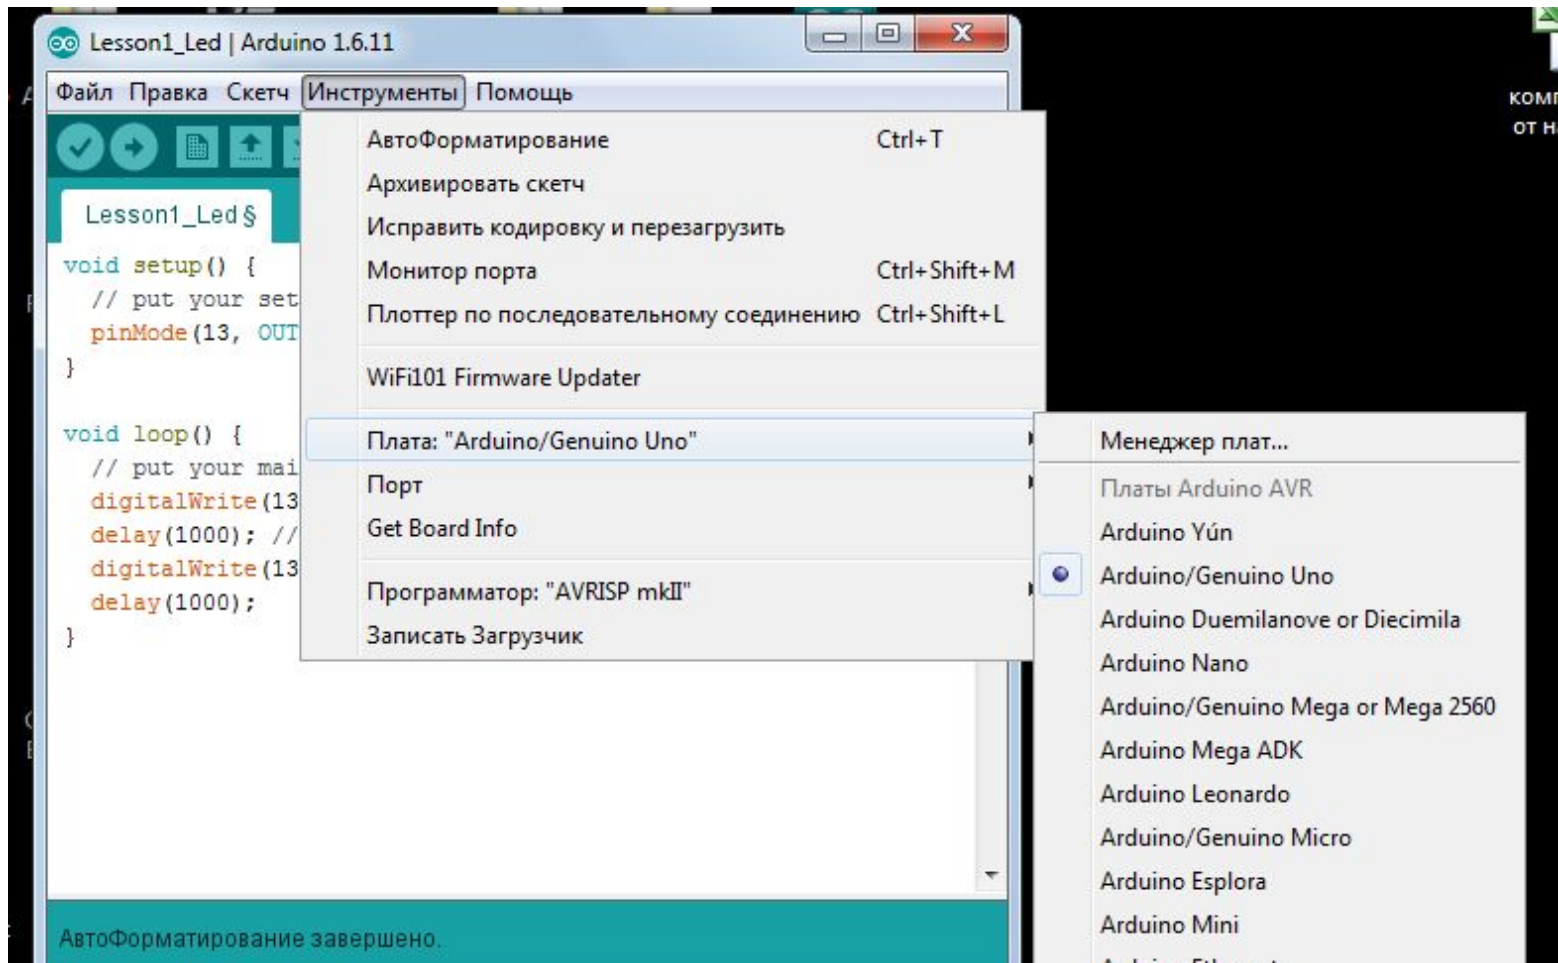 Lesson1_Led | Arduino 1.6.11
Файл Правка Скетч Инструменты Помощь
Lesson1_Led §
void setup() {
// put your set
pinMode(13, OUT
}
void loop() {
// put your mai
digitalWrite(13
delay(1000); //
digitalWrite(13
delay(1000);
}
АвтоФорматирование Ctrl+T
Архивировать скетч
Исправить кодировку и перезагрузить
Монитор порта Ctrl+Shift+M
Плоттер по последовательному соединению Ctrl+Shift+L
WiFi101 Firmware Updater
Плата: "Arduino/Genuino Uno"
Порт
Get Board Info
Программатор: "AVRISP mkII"
Записать Загрузчик
Менеджер плат...
Платы Arduino AVR
Arduino Yún
Arduino/Genuino Uno
Arduino Duemilanove or Diecimila
Arduino Nano
Arduino/Genuino Mega or Mega 2560
Arduino Mega ADK
Arduino Leonardo
Arduino/Genuino Micro
Arduino Esplora
Arduino Mini
АвтоФорматирование завершено.
комп
от н